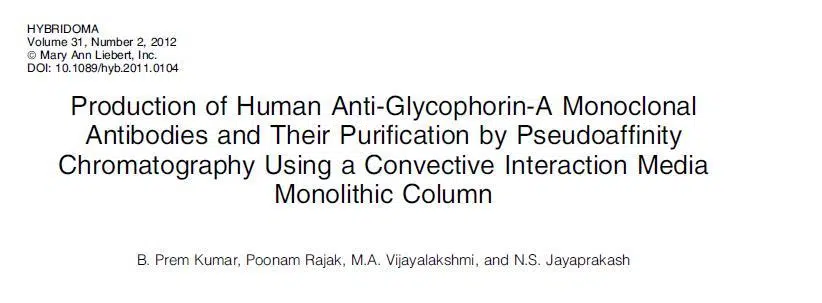 HYBRIDOMA
Volume 31, Number 2, 2012
© Mary Ann Liebert, Inc.
DOI: 10.1089/hyb.2011.0104
Production of Human Anti-Glycophorin-A Monoclonal
Antibodies and Their Purification by Pseudoaffinity
Chromatography Using a Convective Interaction Media
Monolithic Column
B. Prem Kumar, Poonam Rajak, M.A. Vijayalakshmi, and N.S. Jayaprakash